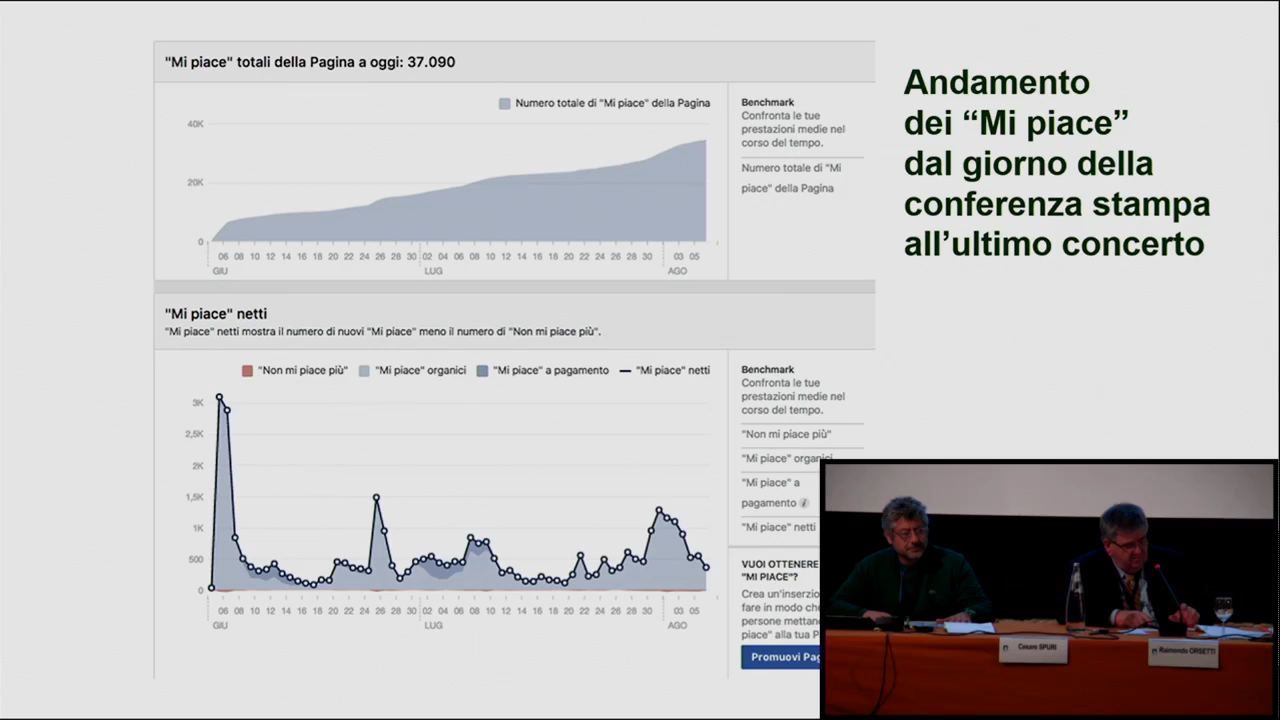 "Mi piace" totali della Pagina a oggi: 37.090
Numero totale di "Mi piace" della Pagina
40K
20K
0
06 08 10 12 14 16 18 20 22 24 26 28 30 02 04 06 08 10 12 14 16 18 20 22 24 26 28 30 03 05
GIU LUG AGO
Benchmark
Confronta le tue
prestazioni medie nel
corso del tempo.
Numero totale di "Mi
piace" della Pagina
Andamento
dei “Mi piace”
dal giorno della
conferenza stampa
all’ultimo concerto
"Mi piace" netti
"Mi piace" netti mostra il numero di nuovi "Mi piace" meno il numero di "Non mi piace più".
"Non mi piace più" "Mi piace" organici "Mi piace" a pagamento "Mi piace" netti
3K
2,5K
2K
1,5K
1K
500
0
06 08 10 12 14 16 18 20 22 24 26 28 30 02 04 06 08 10 12 14 16 18 20 22 24 26 28 30 03 05
GIU LUG AGO
Benchmark
Confronta le tue
prestazioni medie nel
corso del tempo.
"Non mi piace più"
"Mi piace" organici
"Mi piace" a
pagamento i
"Mi piace" netti
VUOI OTTENERE
"MI PIACE"?
Crea un'inserzio
fare in modo che
persone mettano
piace" alla tua P
Promuovi Pag
Cesare SPURI
Raimondo ORSETTI